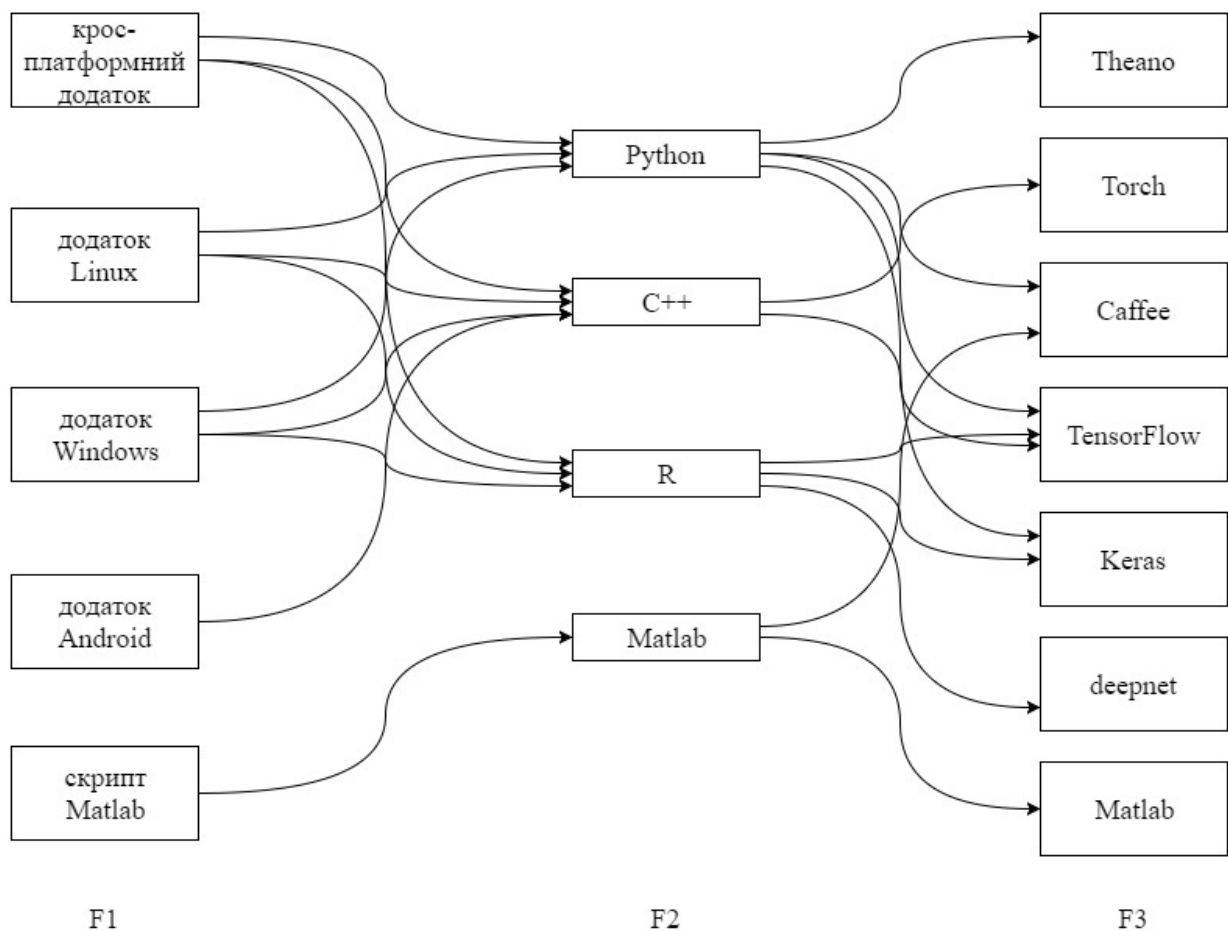 крос-
платформний
додаток
додаток
Linux
додаток
Windows
додаток
Android
скрипт
Matlab
F1
Python
C++
R
Matlab
F2
Theano
Torch
Caffee
TensorFlow
Keras
deepnet
Matlab
F3